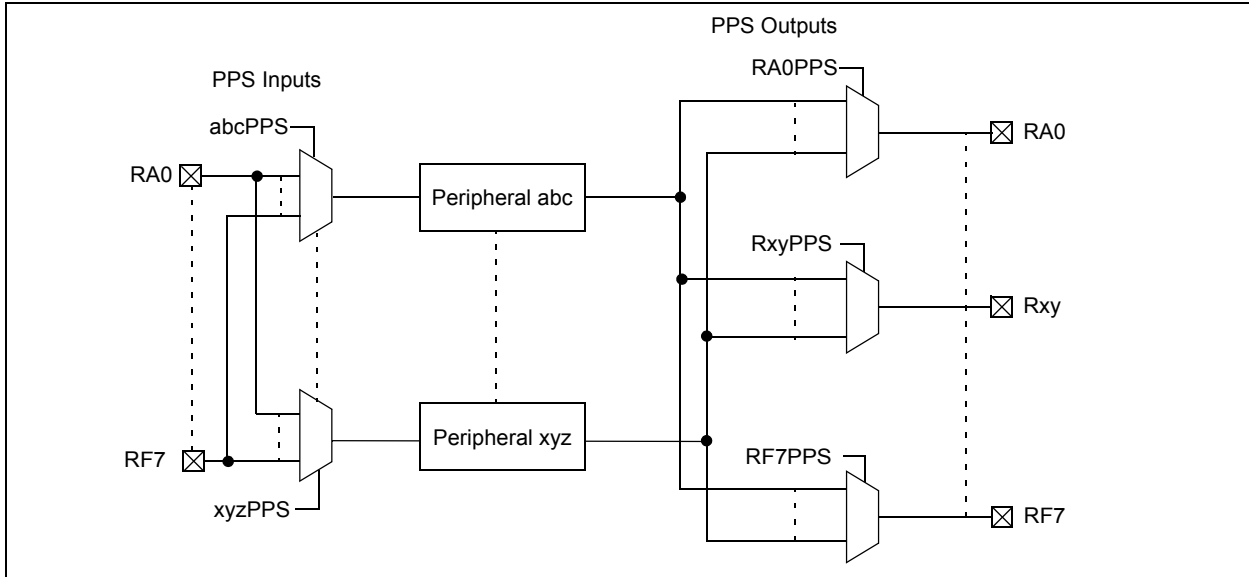 PPS Outputs
RA0PPS
PPS Inputs
abcPPS
RA0
RA0
Peripheral abc
RxyPPS
Rxy
Peripheral xyz
RF7PPS
RF7
xyzPPS
RF7